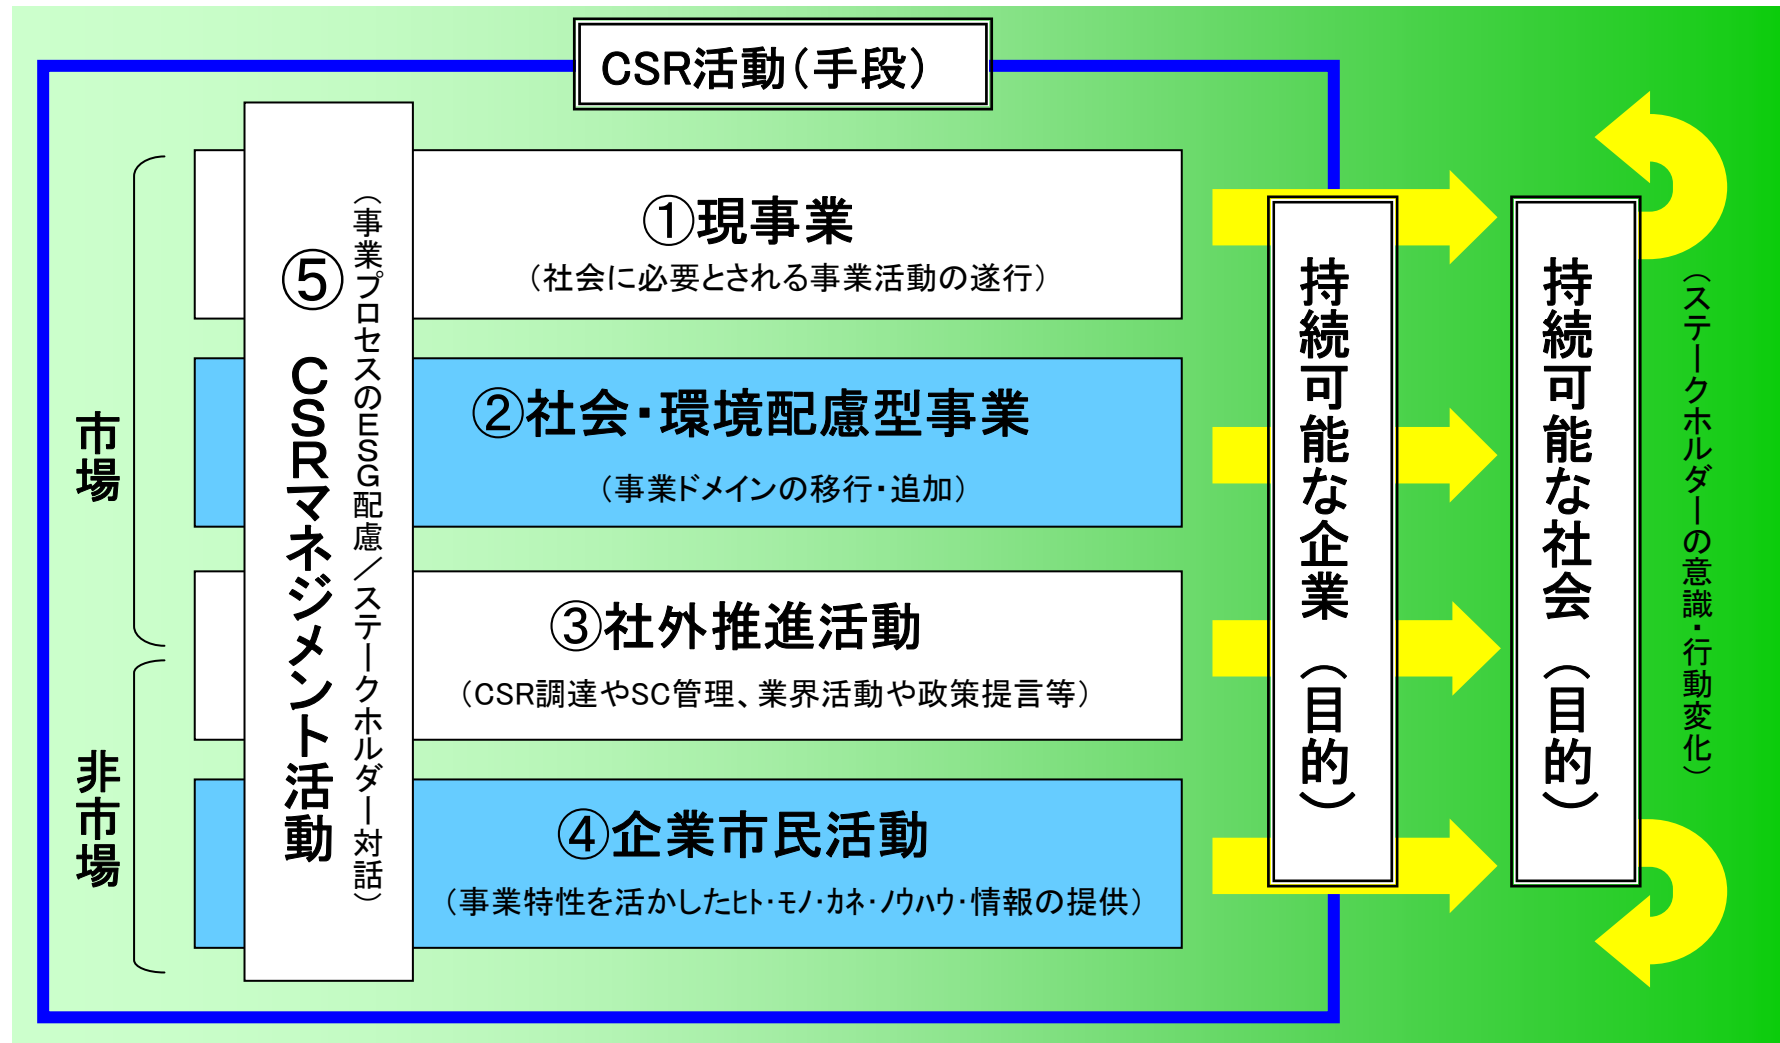 CSR活動(手段)
市場
非市場
⑤ CSRマネジメント活動
(事業プロセスのESG配慮/ステークホルダー対話)
①現事業
(社会に必要とされる事業活動の遂行)
②社会・環境配慮型事業
(事業ドメインの移行・追加)
③社外推進活動
(CSR調達やSC管理、業界活動や政策提言等)
④企業市民活動
(事業特性を活かしたヒト・モノ・カネ・ノウハウ・情報の提供)
持続可能な企業 (目的)
持続可能な社会 (目的)
(ステークホルダーの意識・行動変化)